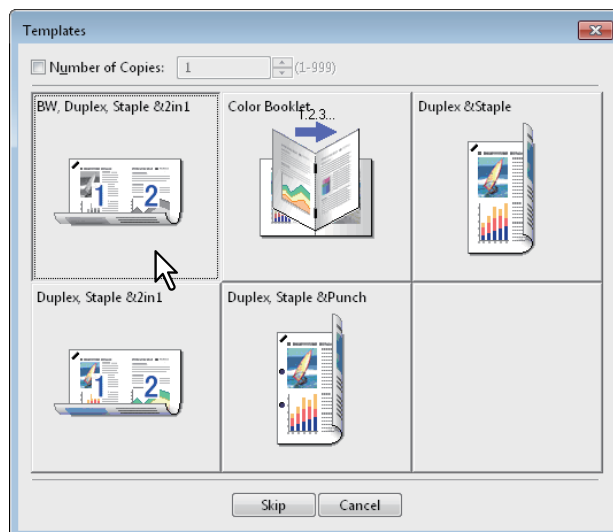 Templates
Number of Copies: 1 (1-999)
BW, Duplex, Staple &2in1
Color Booklet
Duplex &Staple
1.2.3...
1 2
Duplex, Staple &2in1
Duplex, Staple &Punch
1 2
Skip
Cancel